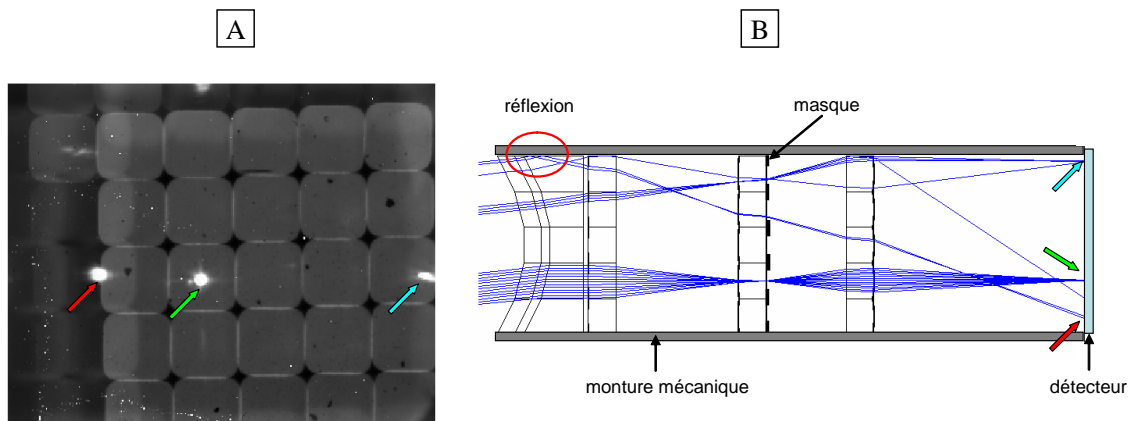 A
B
réflexion
masque
monture mécanique
détecteur